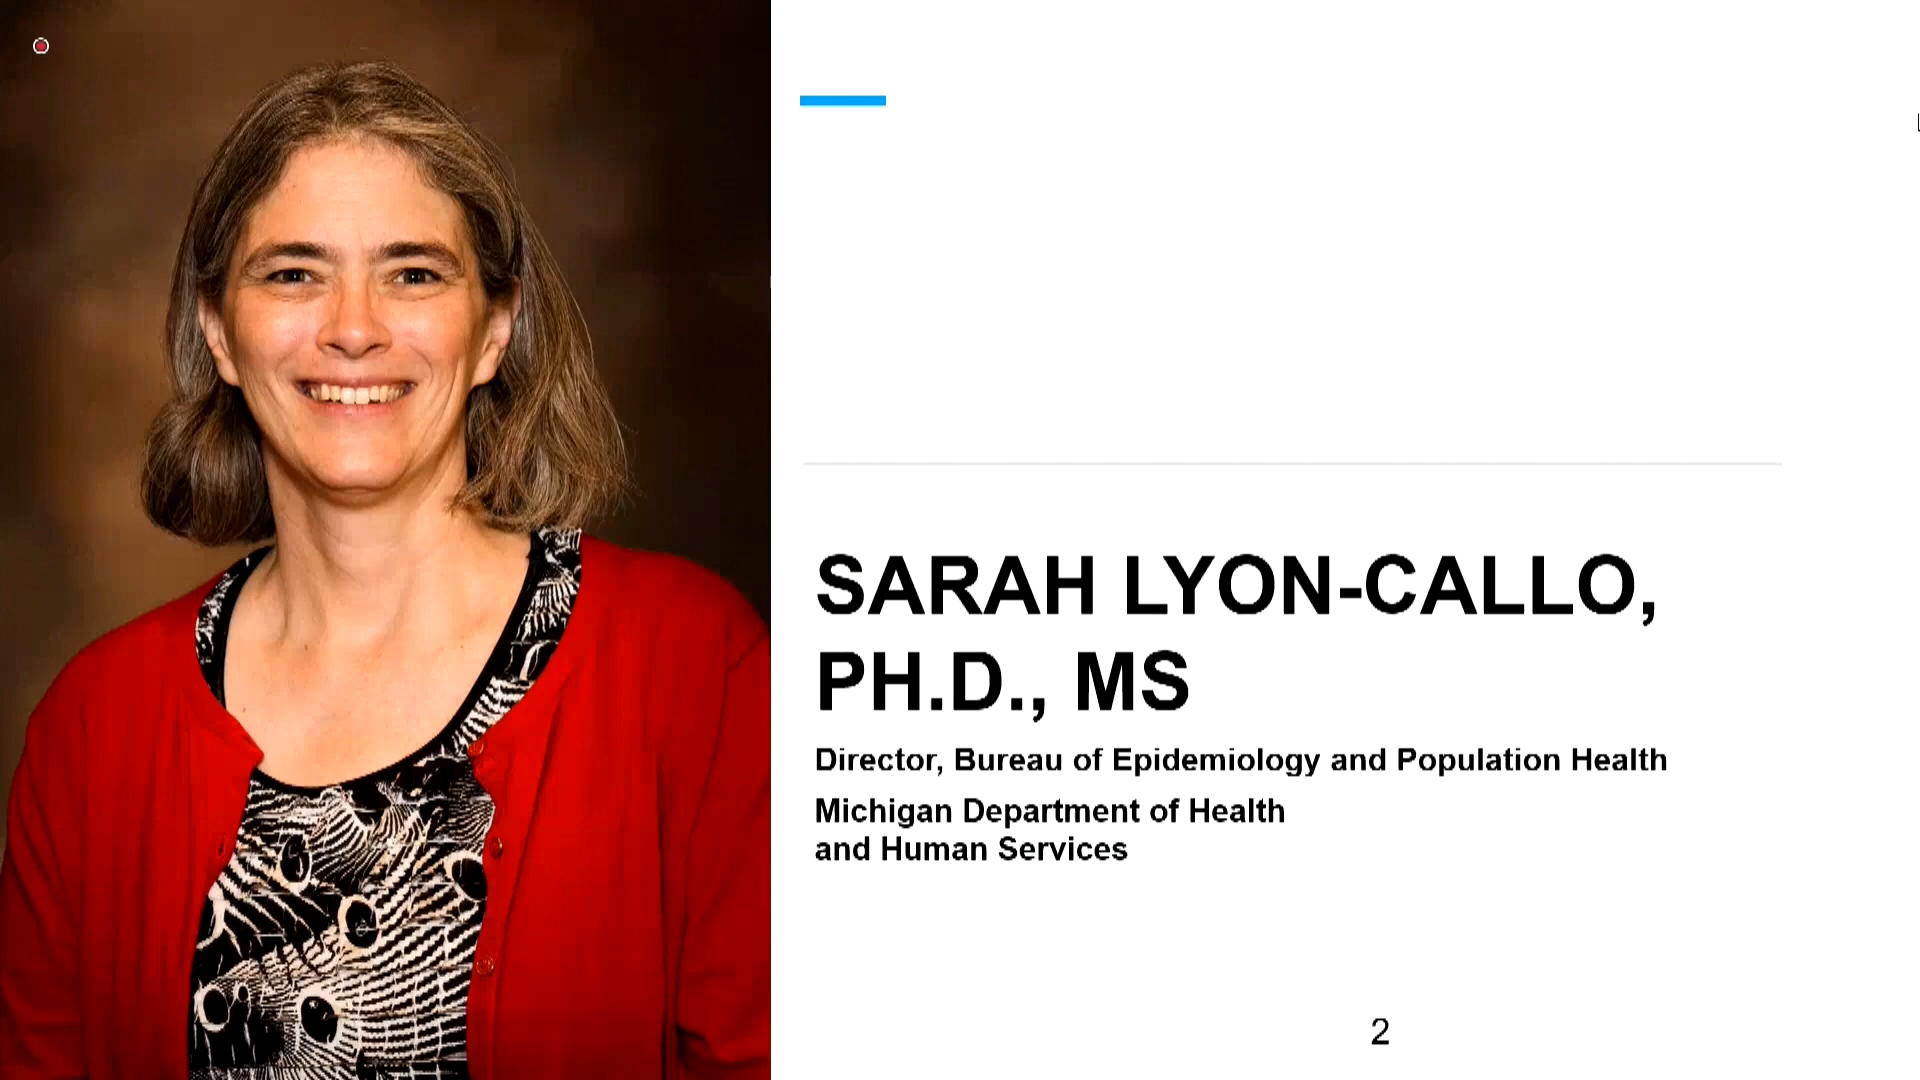 SARAH LYON-CALLO,
PH.D., MS
Director, Bureau of Epidemiology and Population Health
Michigan Department of Health
and Human Services
2